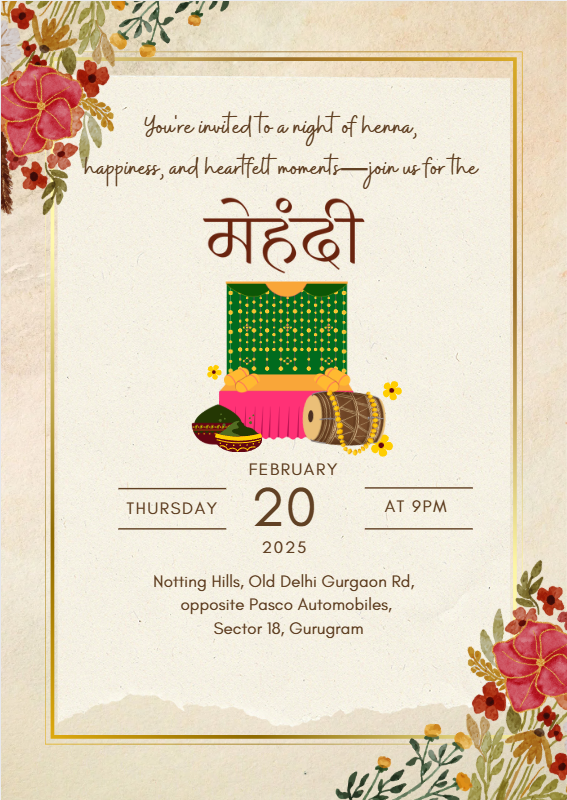 You're invited to a night of henna,
happiness, and heartfelt moments—join us for the
मेहंदी
FEBRUARY
THURSDAY
20
AT 9PM
2025
Notting Hills, Old Delhi Gurgaon Rd,
opposite Pasco Automobiles,
Sector 18, Gurugram